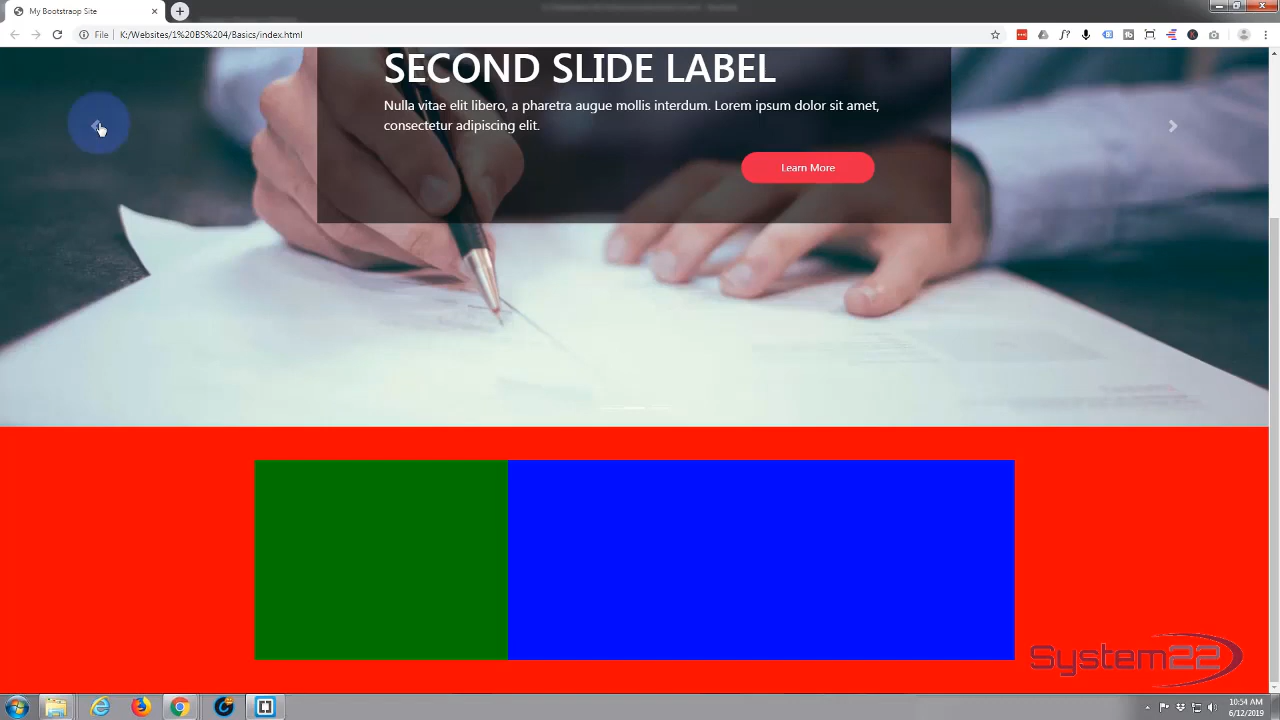 My Bootstraop Site
File
K:/Websites/1%20BS%204/Basics/index.html
SECOND SLIDE LABEL
Nulla vitae elit libero, a pharetra augue mollis interdum. Lorem ipsum dolor sit amet,
consectetur adipiscing elit.
Learn More
System22
10:54 AM
6/12/2019